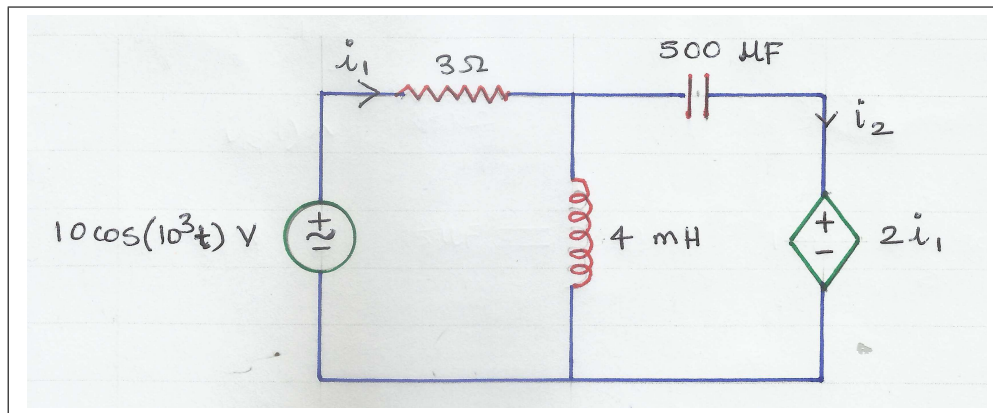 500 μF
i₁
3Ω
i₂
10cos(10³t) V
+
~
-
4 mH
+
-
2i₁